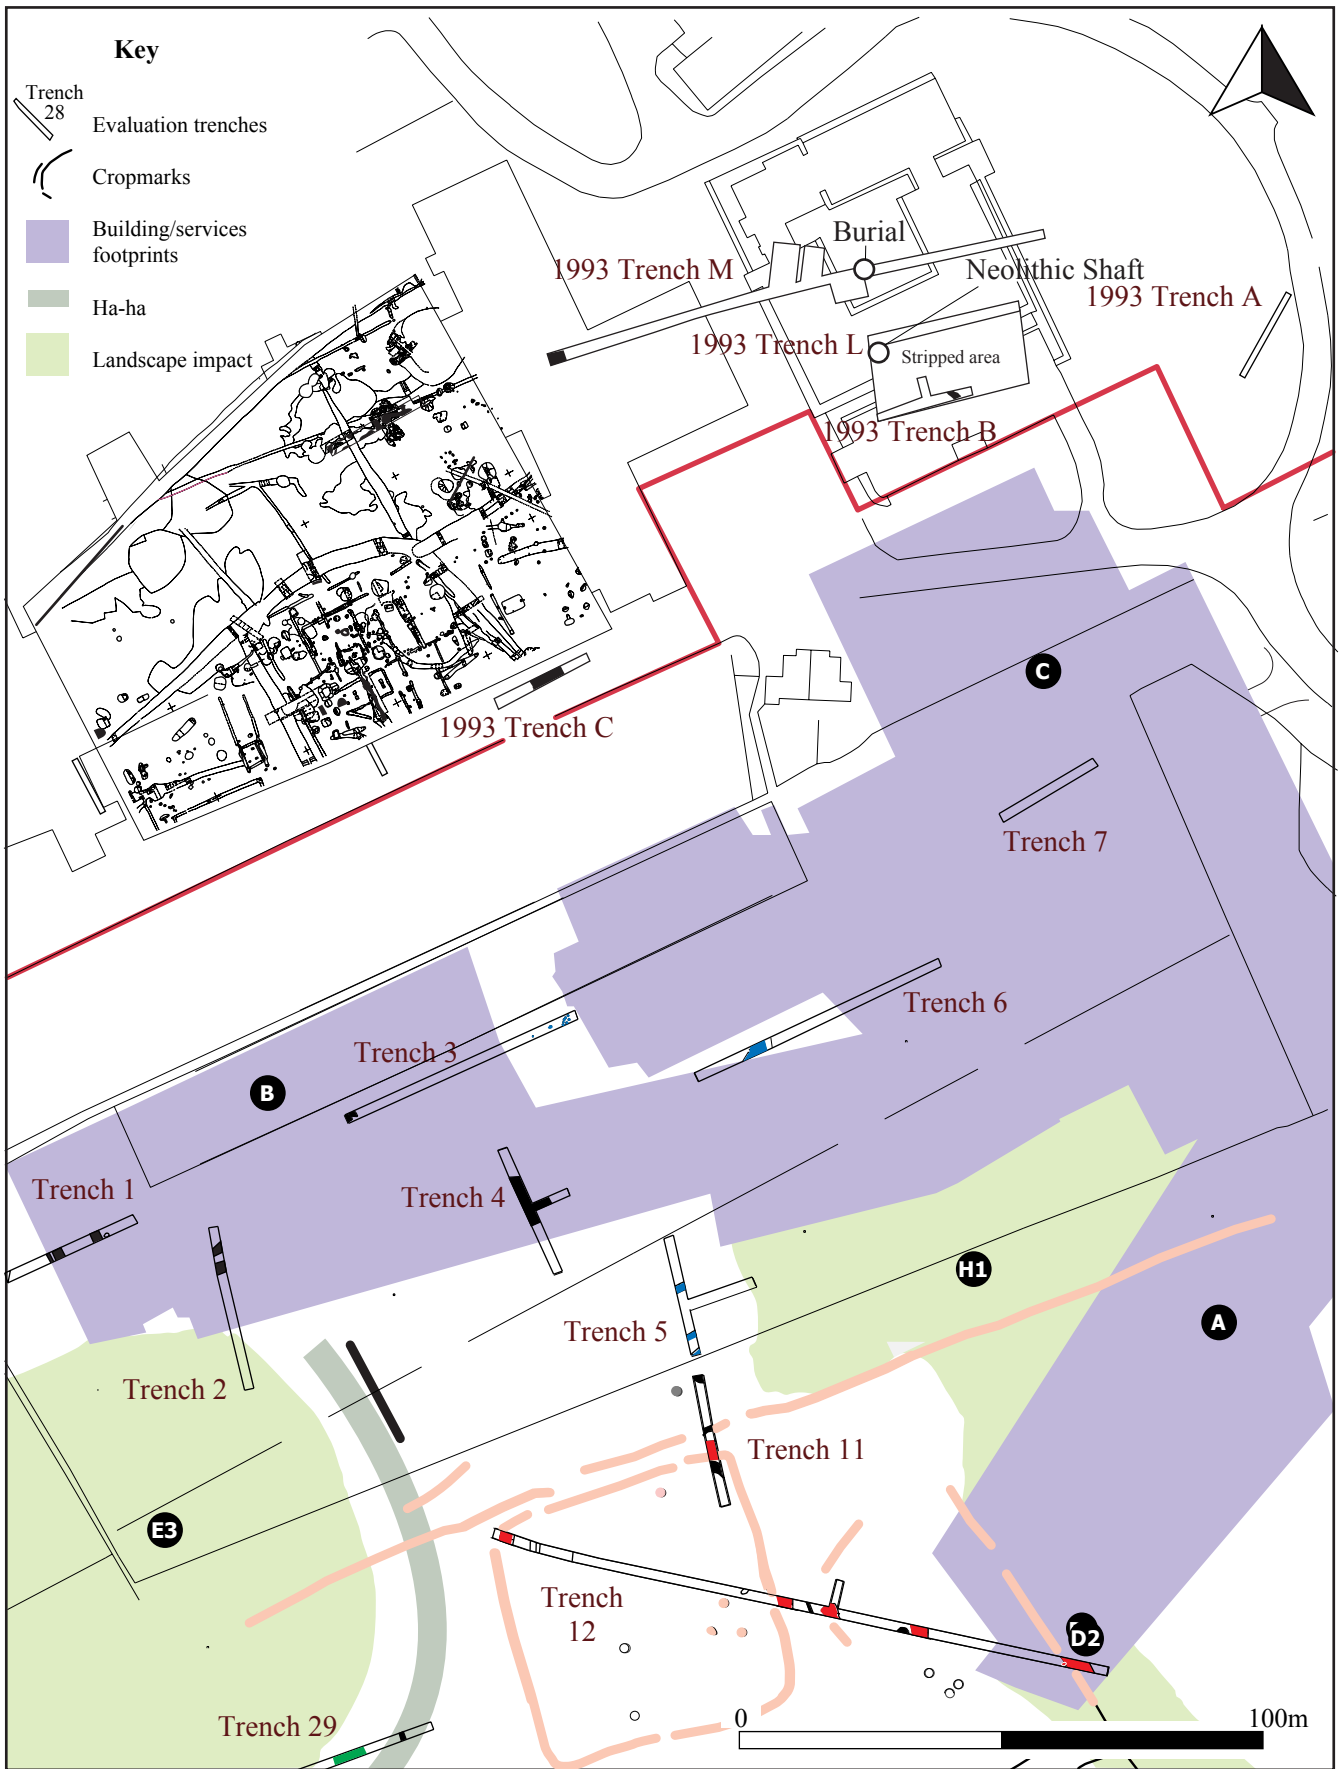 Key
Trench
28
Evaluation trenches
Cropmarks
Building/services
footprints
Ha-ha
Landscape impact
Burial
1993 Trench M
Neolithic Shaft
1993 Trench A
1993 Trench L
Stripped area
1993 Trench B
C
1993 Trench C
Trench 7
Trench 6
Trench 3
B
Trench 1
Trench 4
H1
A
Trench 5
Trench 2
Trench 11
E3
Trench
12
D2
Trench 29
0
100m